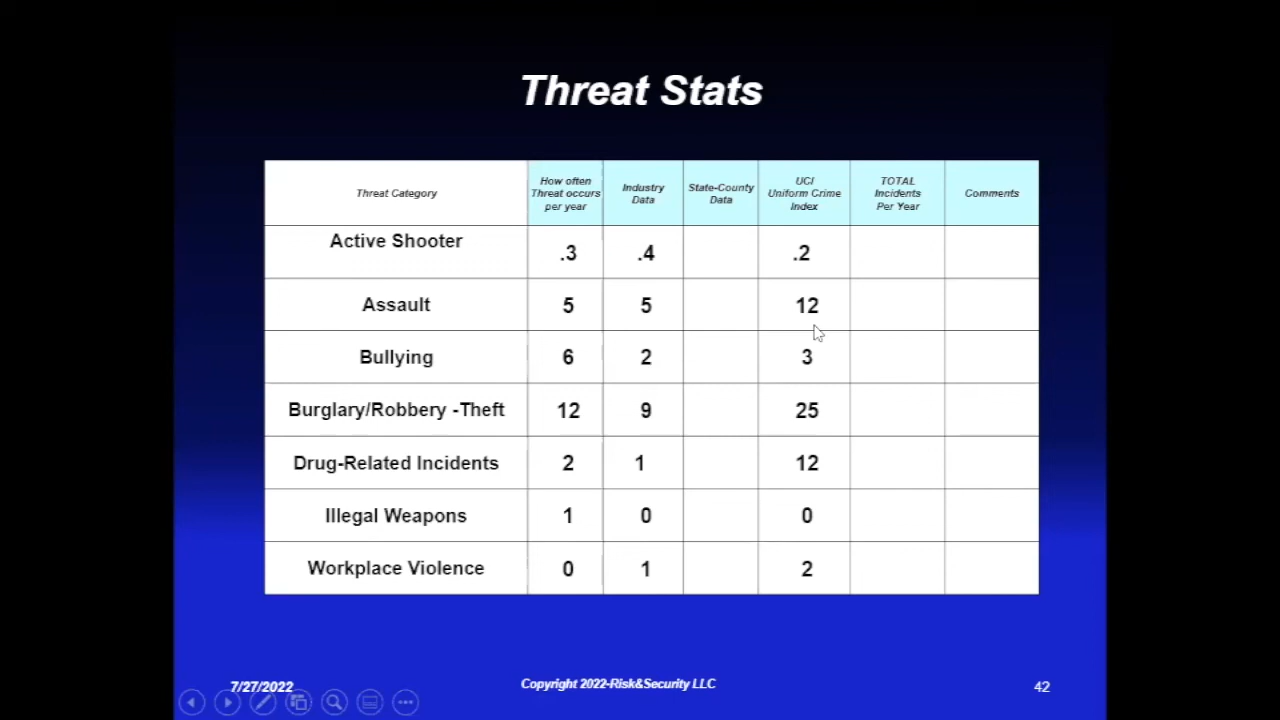 Threat Stats
Threat Category
How often
Threat occurs
per year
Industry
Data
State-County
Data
UCI
Uniform Crime
Index
TOTAL
Incidents
Per Year
Comments
Active Shooter .3 .4 .2
Assault 5 5 12
Bullying 6 2 3
Burglary/Robbery -Theft 12 9 25
Drug-Related Incidents 2 1 12
Illegal Weapons 1 0 0
Workplace Violence 0 1 2
7/27/2022 Copyright 2022-Risk&Security LLC 42